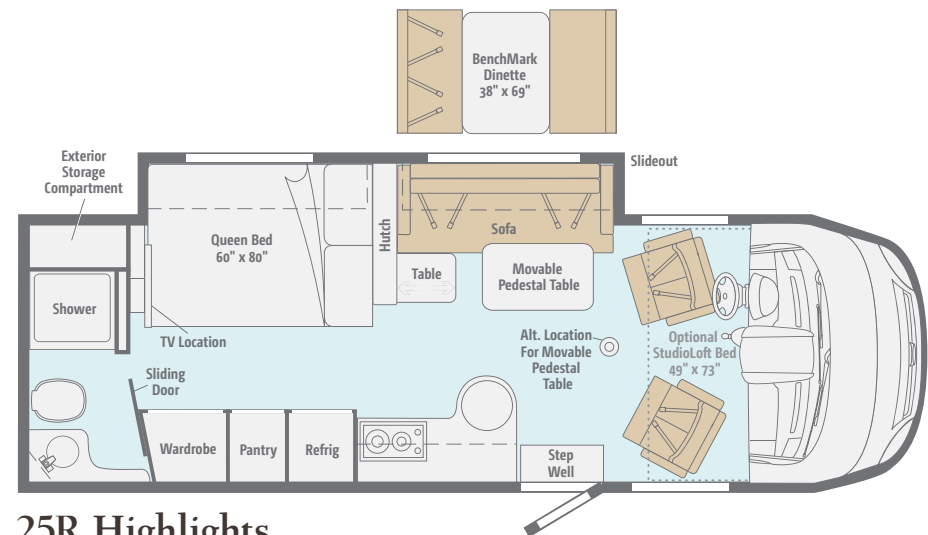 BenchMark
Dinette
38" x 69"
Exterior
Storage
Compartment
Slideout
Queen Bed
60" x 80"
Hutch
Sofa
Table
Movable
Pedestal Table
Shower
TV Location
Alt. Location
For Movable
Pedestal
Table
Optional
StudioLoft Bed
49" x 73"
Sliding
Door
Wardrobe
Pantry
Refrig
Step
Well
25R Highlights